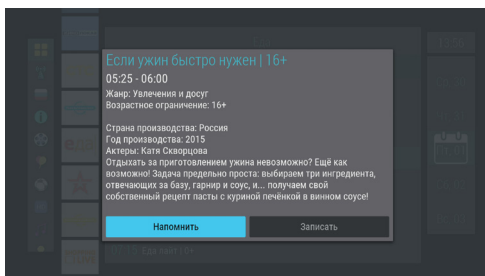 Если ужин быстро нужен | 16+
05:25 - 06:00
Жанр: Увлечения и досуг
Возрастное ограничение: 16+
Страна производства: Россия
Год производства: 2015
Актеры: Катя Скворцова
Отдыхать за приготовлением ужина невозможно? Ещё как
возможно! Задача предельно проста: выбираем три ингредиента,
отвечающих за базу, гарнир и соус, и... получаем свой
собственный рецепт пасты с куриной печёнкой в винном соусе!
Напомнить Записать